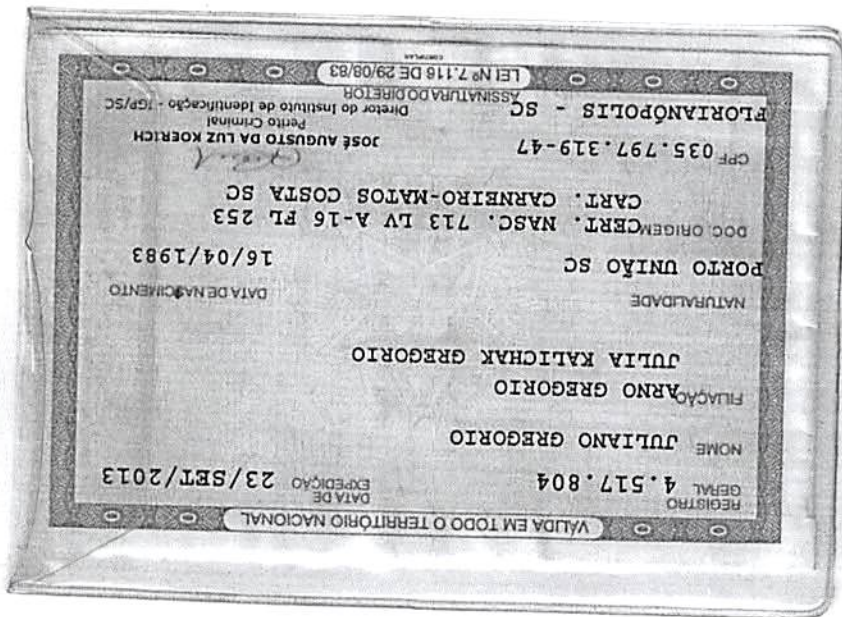 VÁLIDA EM TODO O TERRITÓRIO NACIONAL
REGISTRO GERAL 4.517.804 DATA DE EXPEDIÇÃO 23/SET/2013
NOME JULIANO GREGORIO
FILIAÇÃO ARNO GREGORIO
JULIA KALICHAK GREGORIO
NATURALIDADE DATA DE NASCIMENTO
PORTO UNIÃO SC 16/04/1983
DOC. ORIGEM CERT. NASC. 713 LV A-16 FL 253
CART. CARNEIRO-MATOS COSTA SC
CPF 035.797.319-47
JOSÉ AUGUSTO DA LUZ KOERICH
Perito Criminal
Diretor do Instituto de Identificação - IGP/SC
FLORIANÓPOLIS - SC
ASSINATURA DO DIRETOR
LEI Nº 7.116 DE 29/08/83